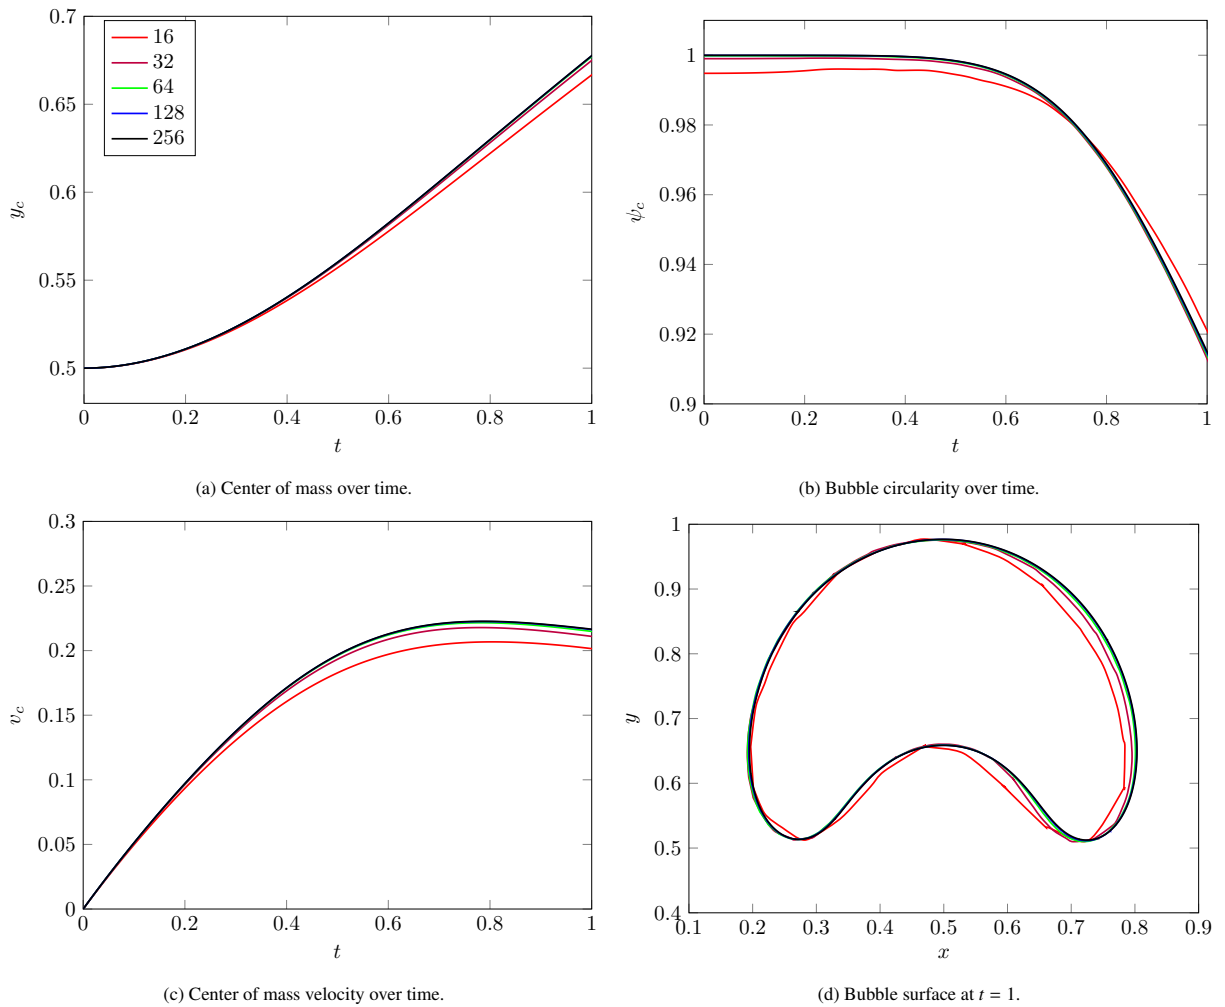 0.7
0.65
0.6
0.55
0.5
0 0.2 0.4 0.6 0.8 1
y_c
t
16
32
64
128
256
(a) Center of mass over time.
1
0.98
0.96
0.94
0.92
0.9
0 0.2 0.4 0.6 0.8 1
ψ_c
t
(b) Bubble circularity over time.
0.3
0.25
0.2
0.15
0.1
0.05
0
0 0.2 0.4 0.6 0.8 1
v_c
t
(c) Center of mass velocity over time.
1
0.9
0.8
0.7
0.6
0.5
0.4
0.1 0.2 0.3 0.4 0.5 0.6 0.7 0.8 0.9
y
x
(d) Bubble surface at t = 1.